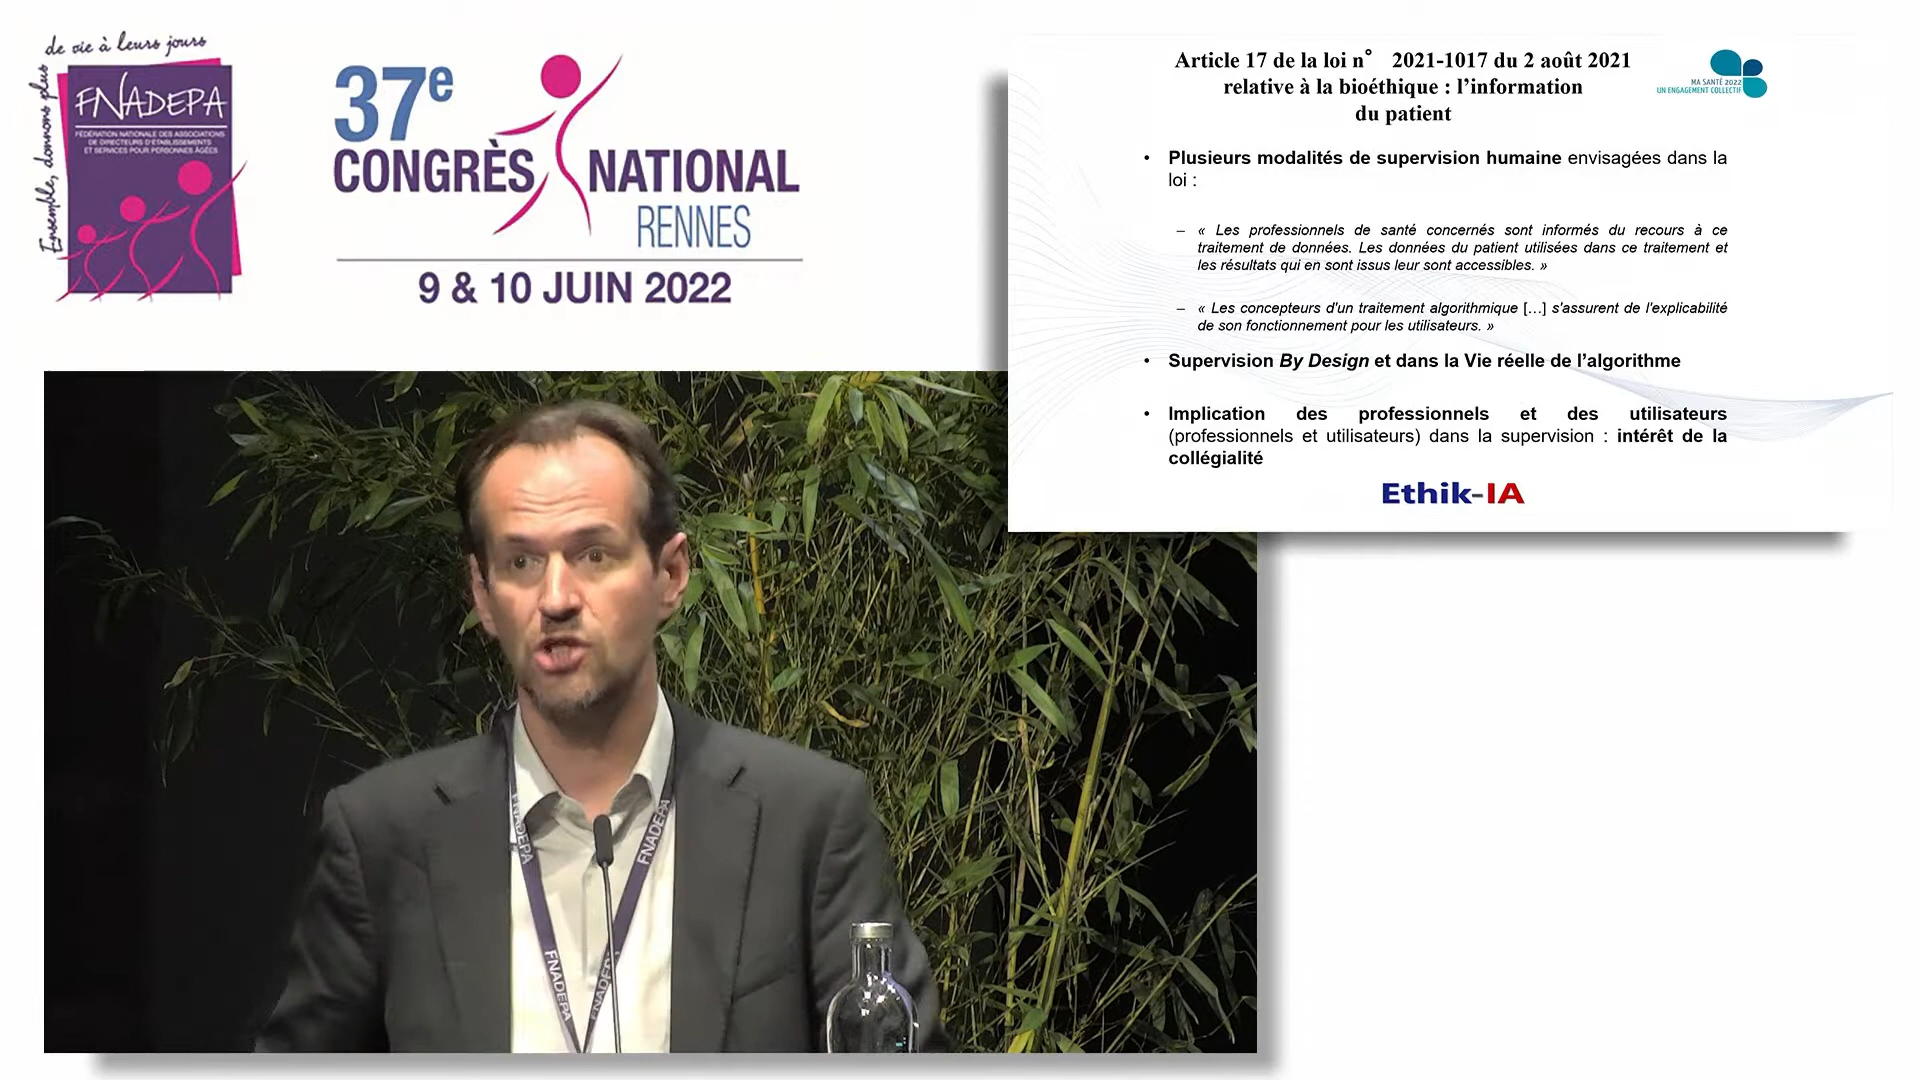 de vie à leurs jours
Ensemble, donnons plus
FNADEPA
FÉDÉRATION NATIONALE DES ASSOCIATIONS
DE DIRECTEURS D'ÉTABLISSEMENTS
ET SERVICES POUR PERSONNES ÂGÉES
37e
CONGRÈS NATIONAL
RENNES
9 & 10 JUIN 2022
Article 17 de la loi n° 2021-1017 du 2 août 2021
relative à la bioéthique : l’information
du patient
MA SANTÉ 2022
UN ENGAGEMENT COLLECTIF
• Plusieurs modalités de supervision humaine envisagées dans la
loi :
– « Les professionnels de santé concernés sont informés du recours à ce
traitement de données. Les données du patient utilisées dans ce traitement et
les résultats qui en sont issus leur sont accessibles. »
– « Les concepteurs d'un traitement algorithmique […] s'assurent de l'explicabilité
de son fonctionnement pour les utilisateurs. »
• Supervision By Design et dans la Vie réelle de l’algorithme
• Implication des professionnels et des utilisateurs
(professionnels et utilisateurs) dans la supervision : intérêt de la
collégialité
Ethik-IA
FNADEPA
FNADEPA
FNADEPA
FNADEPA